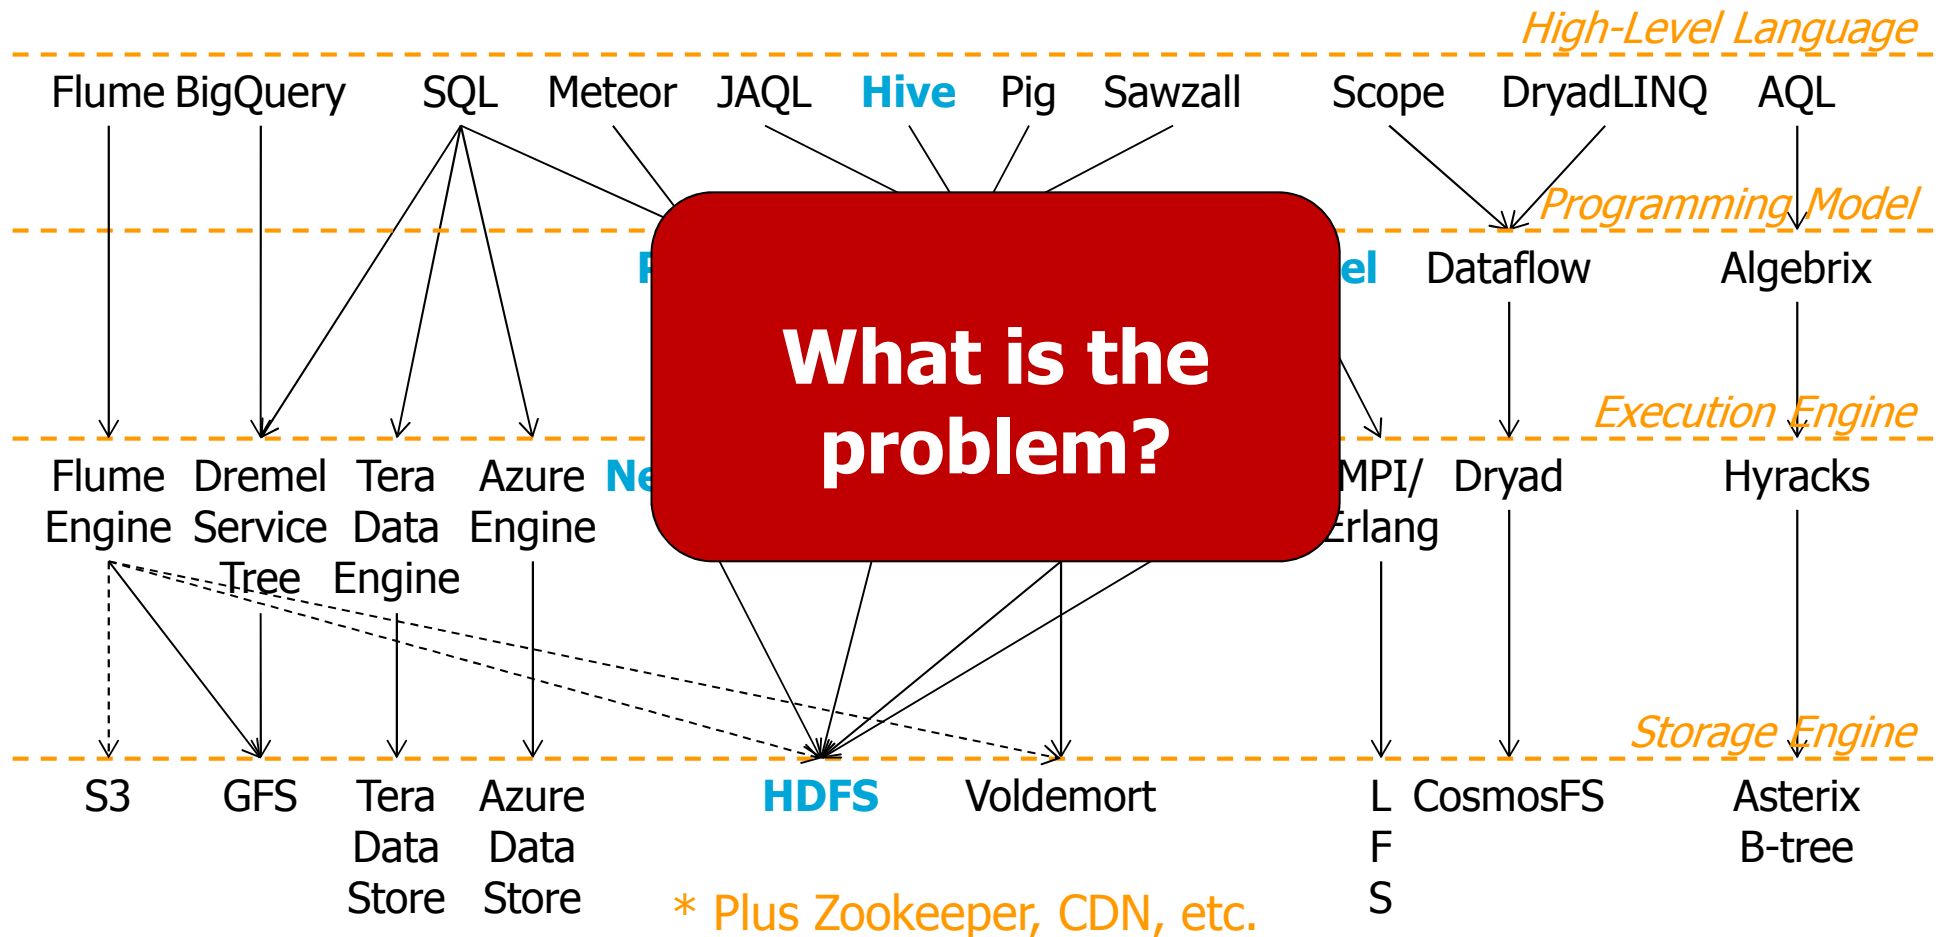 High-Level Language
Flume BigQuery SQL Meteor JAQL Hive Pig Sawzall Scope DryadLINQ AQL
Programming Model
Dataflow Algebrix
What is the
problem?
Execution Engine
Flume Dremel Tera Azure MPI/ Dryad Hyracks
Engine Service Data Engine Erlang
Tree Engine
Storage Engine
S3 GFS Tera Azure HDFS Voldemort L CosmosFS Asterix
Data Data F B-tree
Store Store S
* Plus Zookeeper, CDN, etc.